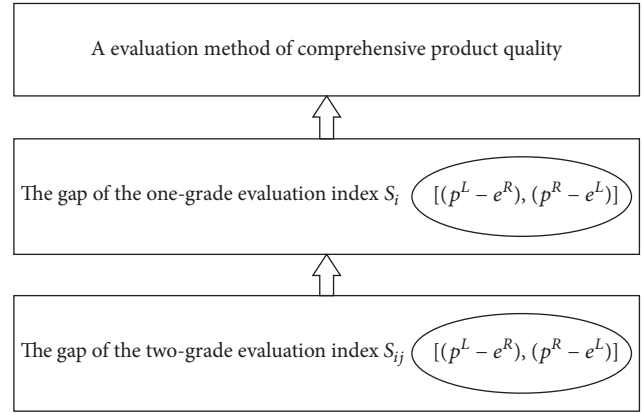 A evaluation method of comprehensive product quality
The gap of the one-grade evaluation index S_i [(p^L − e^R), (p^R − e^L)]
The gap of the two-grade evaluation index S_ij [(p^L − e^R), (p^R − e^L)]